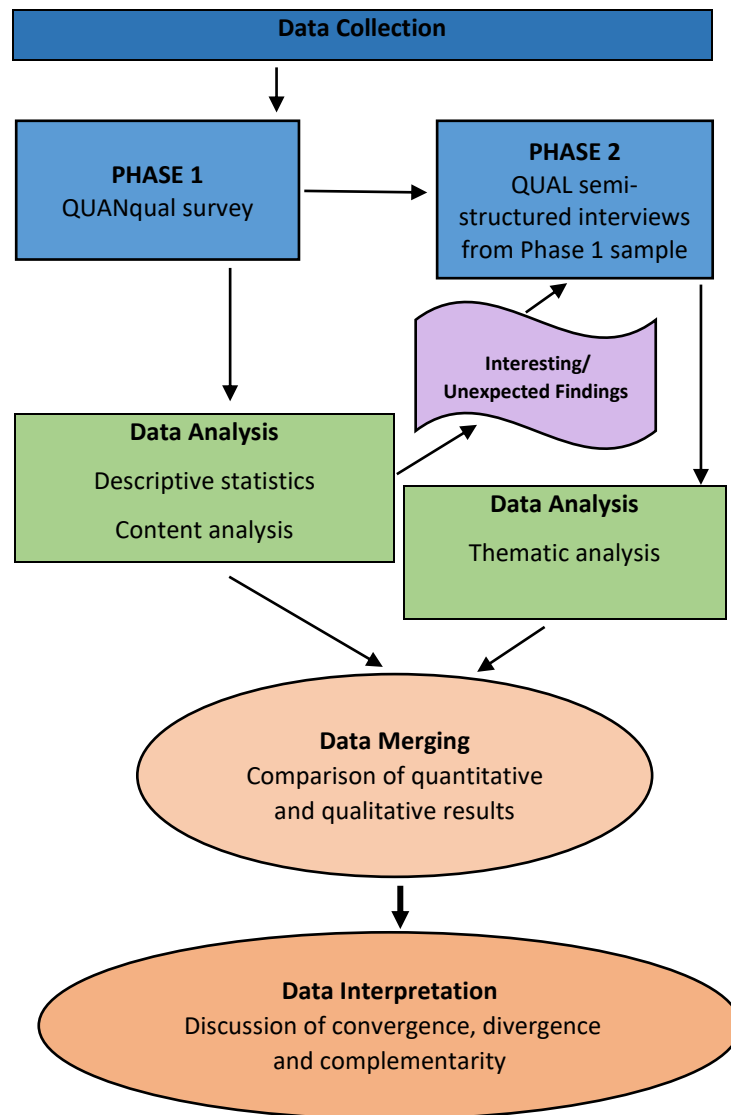 Data Collection
PHASE 1
QUANqual survey
PHASE 2
QUAL semi-
structured interviews
from Phase 1 sample
Interesting/
Unexpected Findings
Data Analysis
Descriptive statistics
Content analysis
Data Analysis
Thematic analysis
Data Merging
Comparison of quantitative
and qualitative results
Data Interpretation
Discussion of convergence, divergence
and complementarity